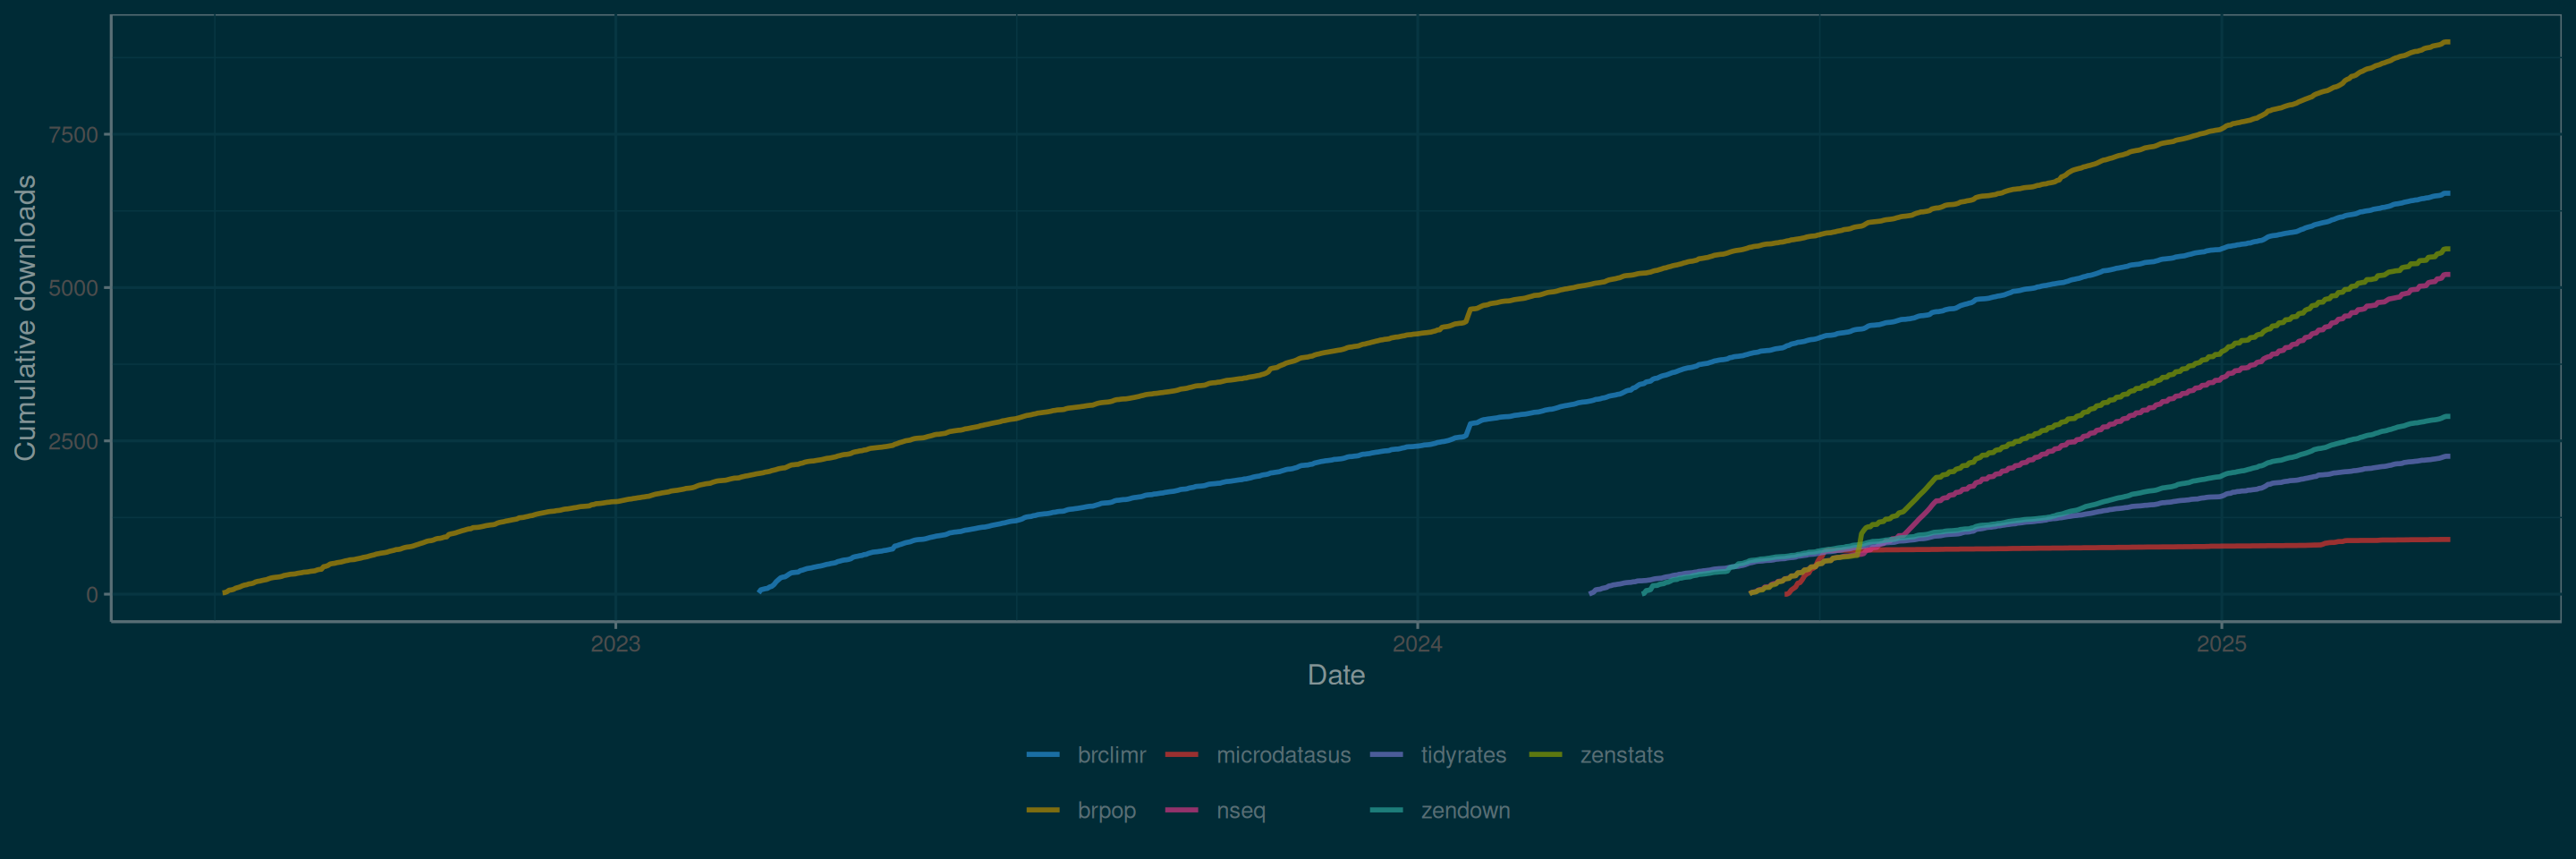 Cumulative downloads
7500
5000
2500
0
2023 2024 2025
Date
brclimr microdatasus tidyrates zenstats
brpop nseq zendown